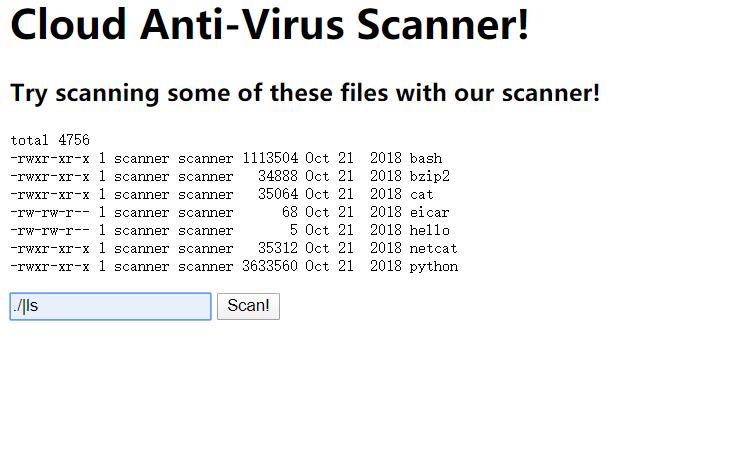 Cloud Anti-Virus Scanner!
Try scanning some of these files with our scanner!
total 4756
-rwxr-xr-x 1 scanner scanner 1113504 Oct 21  2018 bash
-rwxr-xr-x 1 scanner scanner   34888 Oct 21  2018 bzip2
-rwxr-xr-x 1 scanner scanner   35064 Oct 21  2018 cat
-rw-rw-r-- 1 scanner scanner      68 Oct 21  2018 eicar
-rw-rw-r-- 1 scanner scanner       5 Oct 21  2018 hello
-rwxr-xr-x 1 scanner scanner   35312 Oct 21  2018 netcat
-rwxr-xr-x 1 scanner scanner 3633560 Oct 21  2018 python
./|ls Scan!